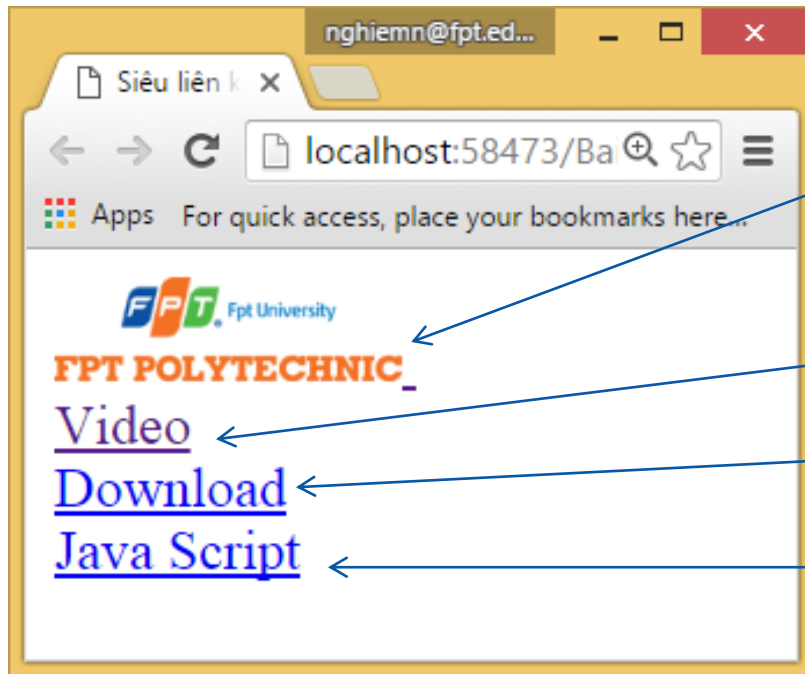 nghiemn@fpt.ed...
Siêu liên k
localhost:58473/Bai
Apps For quick access, place your bookmarks here...
FPT Fpt University
FPT POLYTECHNIC
Video
Download
Java Script